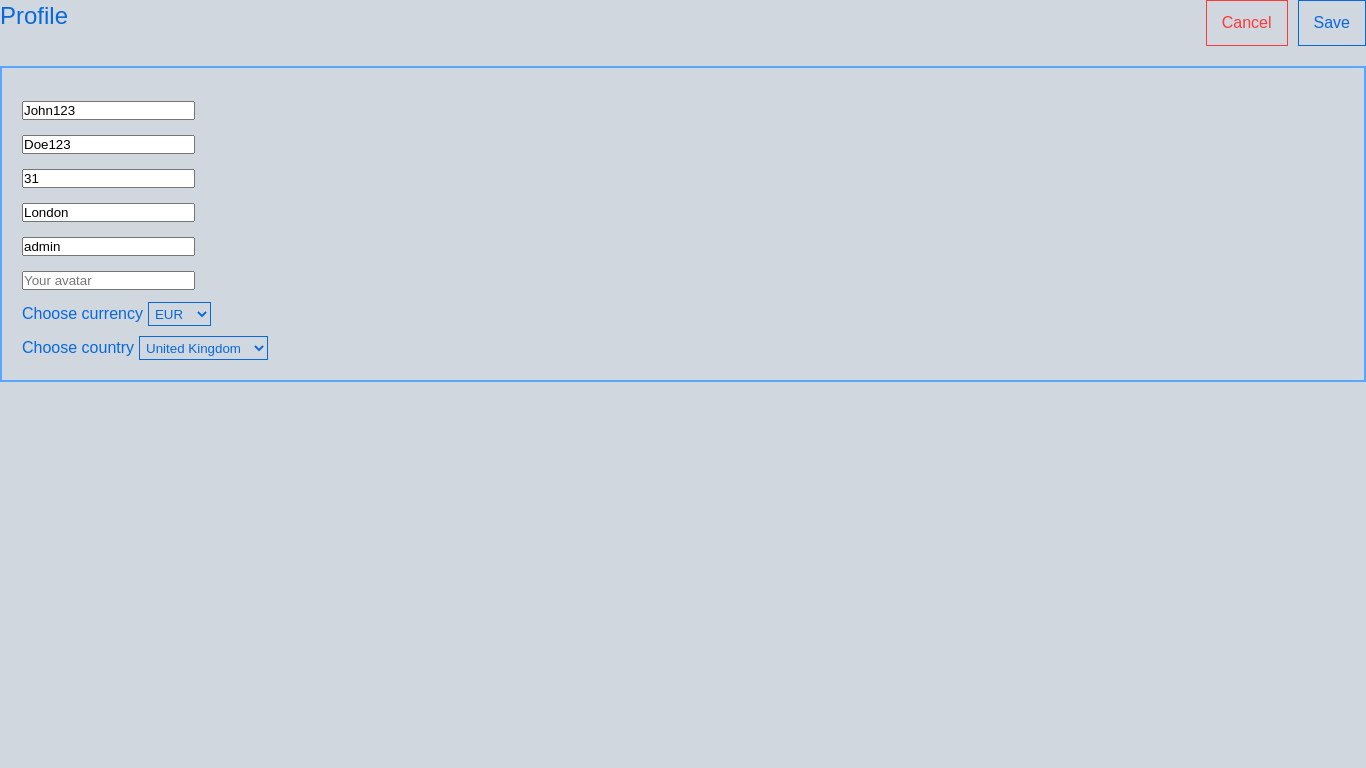 Profile
Cancel
Save
John123
Doe123
31
London
admin
Your avatar
Choose currency EUR
Choose country United Kingdom